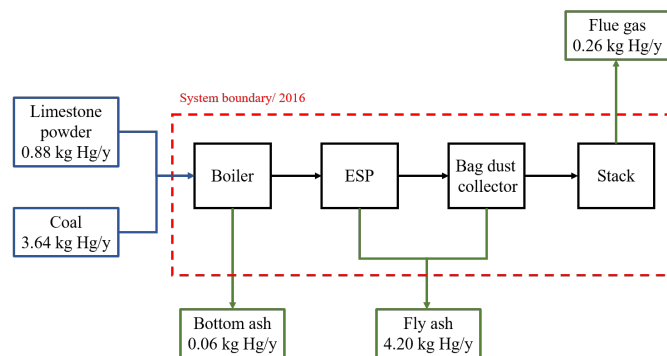 Flue gas
0.26 kg Hg/y
System boundary/ 2016
Limestone
powder
0.88 kg Hg/y
Coal
3.64 kg Hg/y
Boiler
ESP
Bag dust
collector
Stack
Bottom ash
0.06 kg Hg/y
Fly ash
4.20 kg Hg/y